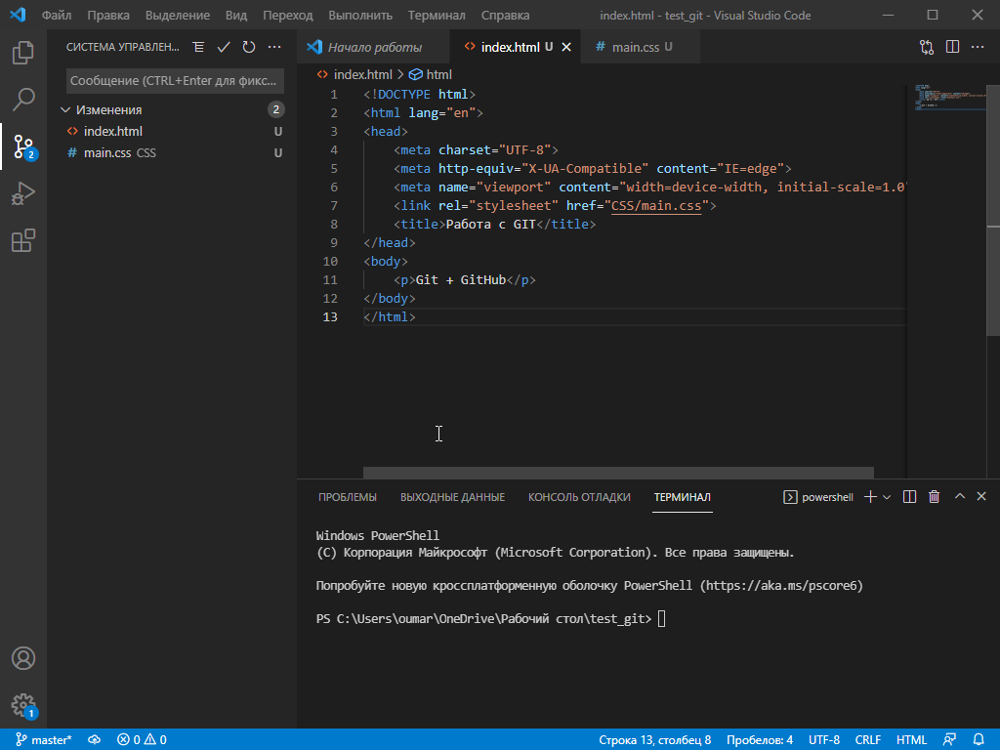 Файл Правка Выделение Вид Переход Выполнить Терминал Справка index.html - test_git - Visual Studio Code
СИСТЕМА УПРАВЛЕН...
Сообщение (CTRL+Enter для фикс...
Изменения 2
index.html U
main.css CSS U
2
1
Начало работы index.html U main.css U
index.html > html
1 <!DOCTYPE html>
2 <html lang="en">
3 <head>
4 <meta charset="UTF-8">
5 <meta http-equiv="X-UA-Compatible" content="IE=edge">
6 <meta name="viewport" content="width=device-width, initial-scale=1.0
7 <link rel="stylesheet" href="CSS/main.css">
8 <title>Работа с GIT</title>
9 </head>
10 <body>
11 <p>Git + GitHub</p>
12 </body>
13 </html>
ПРОБЛЕМЫ ВЫХОДНЫЕ ДАННЫЕ КОНСОЛЬ ОТЛАДКИ ТЕРМИНАЛ powershell
Windows PowerShell
(C) Корпорация Майкрософт (Microsoft Corporation). Все права защищены.
Попробуйте новую кроссплатформенную оболочку PowerShell (https://aka.ms/pscore6)
PS C:\Users\oumar\OneDrive\Рабочий стол\test_git>
master* 0 0 Строка 13, столбец 8 Пробелов: 4 UTF-8 CRLF HTML